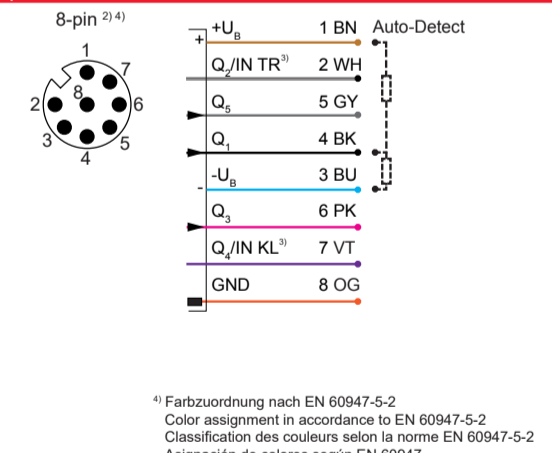 8-pin 2) 4)
1
7
8
2
6
3
5
4
+
+UB 1 BN Auto-Detect
Q2/IN TR3) 2 WH
Q5 5 GY
Q1 4 BK
-
-UB 3 BU
Q3 6 PK
Q4/IN KL3) 7 VT
GND 8 OG
4) Farbzuordnung nach EN 60947-5-2
Color assignment in accordance to EN 60947-5-2
Classification des couleurs selon la norme EN 60947-5-2